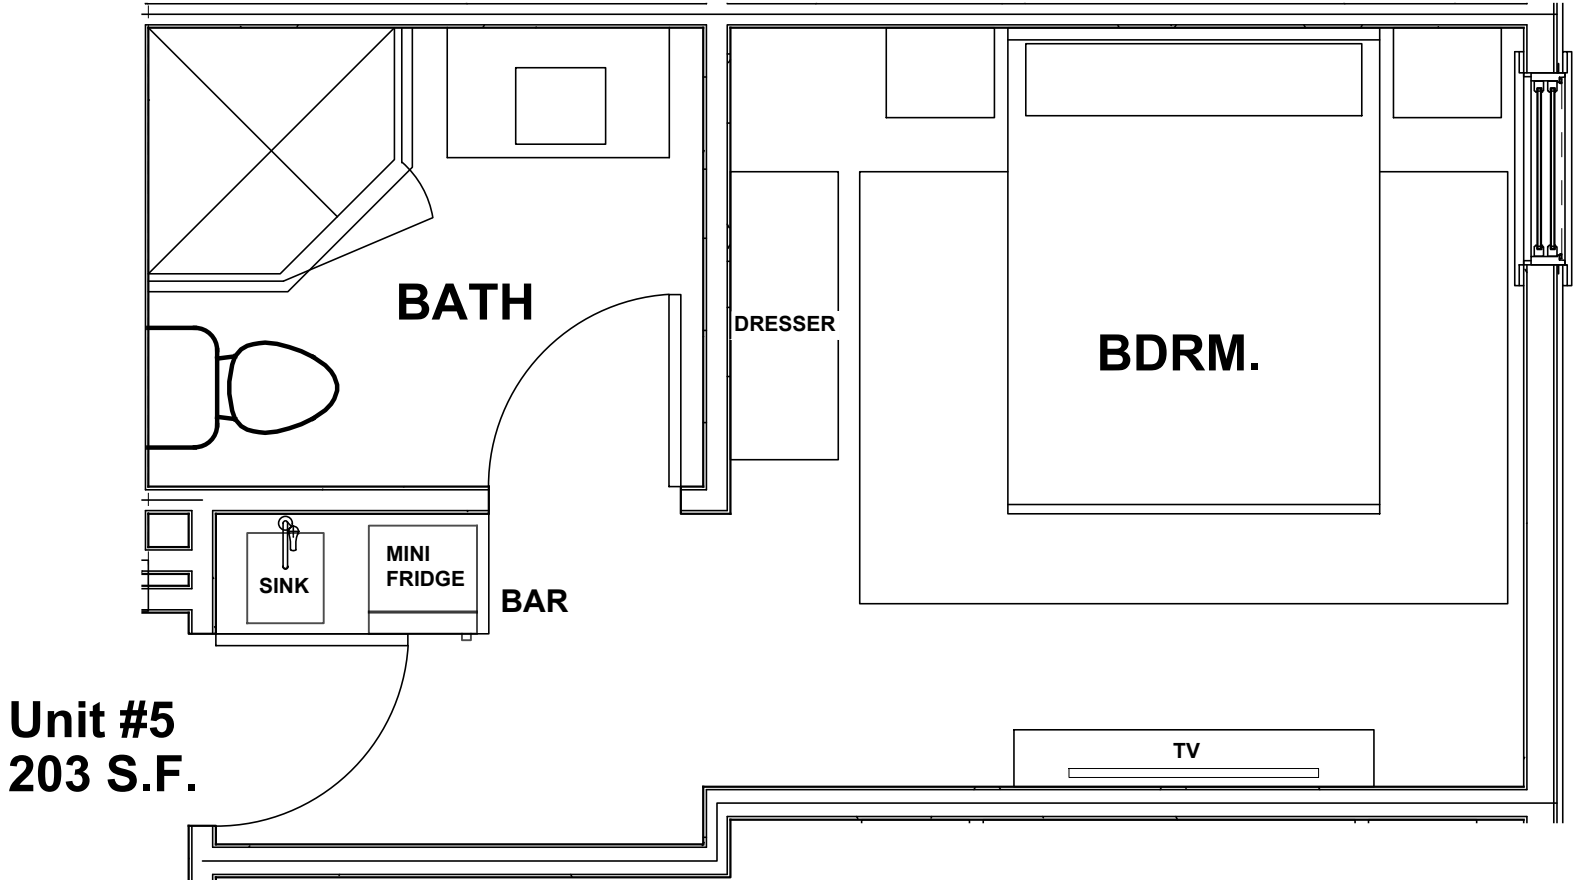 BATH
DRESSER
BDRM.
MINI
FRIDGE
SINK
BAR
Unit #5
203 S.F.
TV